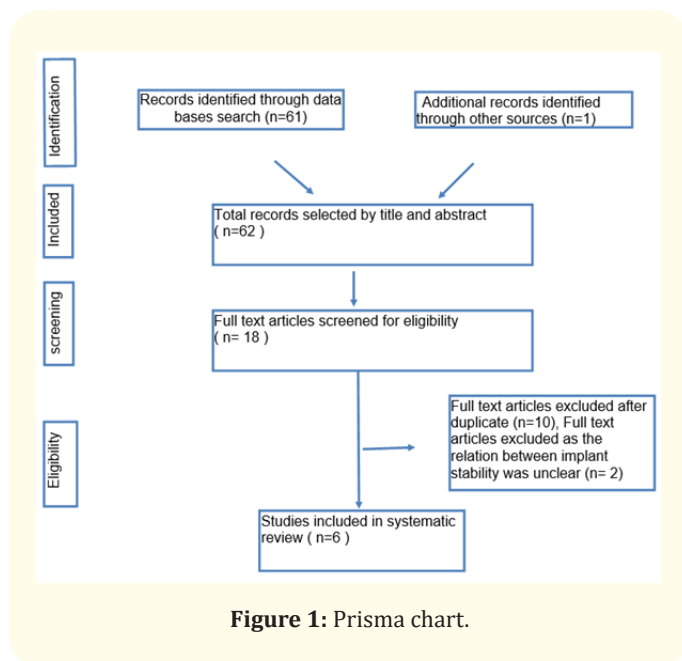 Identification
Records identified through data
bases search (n=61)
Additional records identified
through other sources (n=1)
Included
Total records selected by title and abstract
( n=62 )
screening
Full text articles screened for eligibility
( n= 18 )
Eligibility
Full text articles excluded after
duplicate (n=10), Full text
articles excluded as the
relation between implant
stability was unclear (n= 2)
Studies included in systematic
review ( n=6 )
Figure 1: Prisma chart.